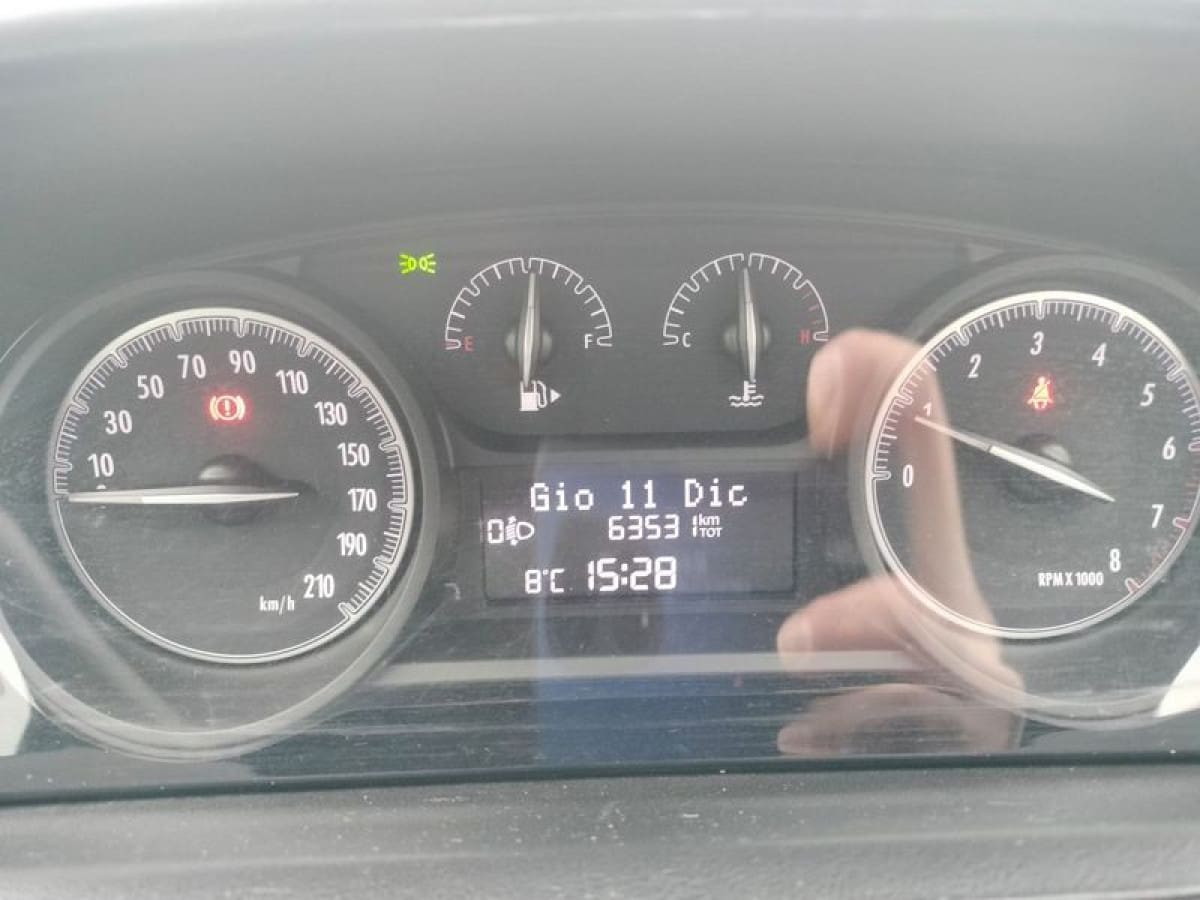 E F
C H
10 30 50 70 90 110 130 150 170 190 210
km/h
0 1 2 3 4 5 6 7 8
RPM X 1000
Gio 11 Dic
0 63531 km TOT
8°C 15:28